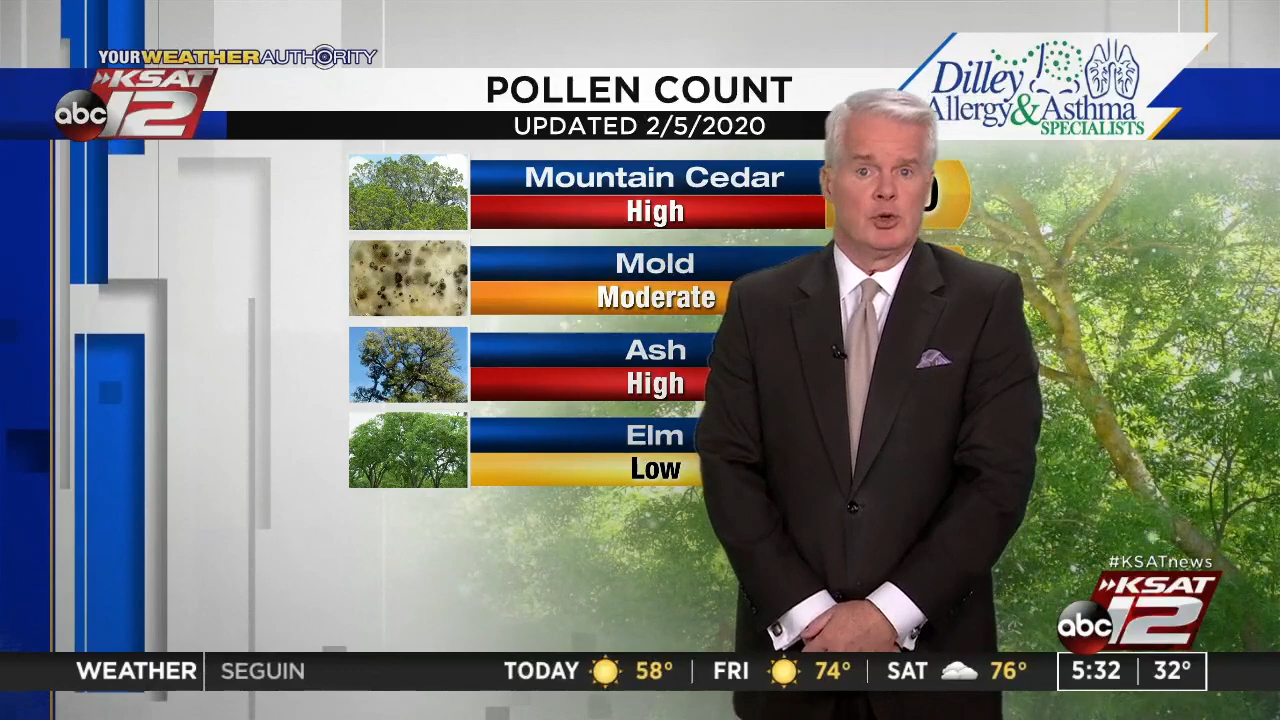 YOUR WEATHER AUTHORITY
KSAT
abc 12
POLLEN COUNT
UPDATED 2/5/2020
Dilley
Allergy & Asthma
SPECIALISTS
Mountain Cedar
High
Mold
Moderate
Ash
High
Elm
Low
#KSATnews
KSAT
abc 12
WEATHER SEGUIN TODAY 58° FRI 74° SAT 76° 5:32 32°